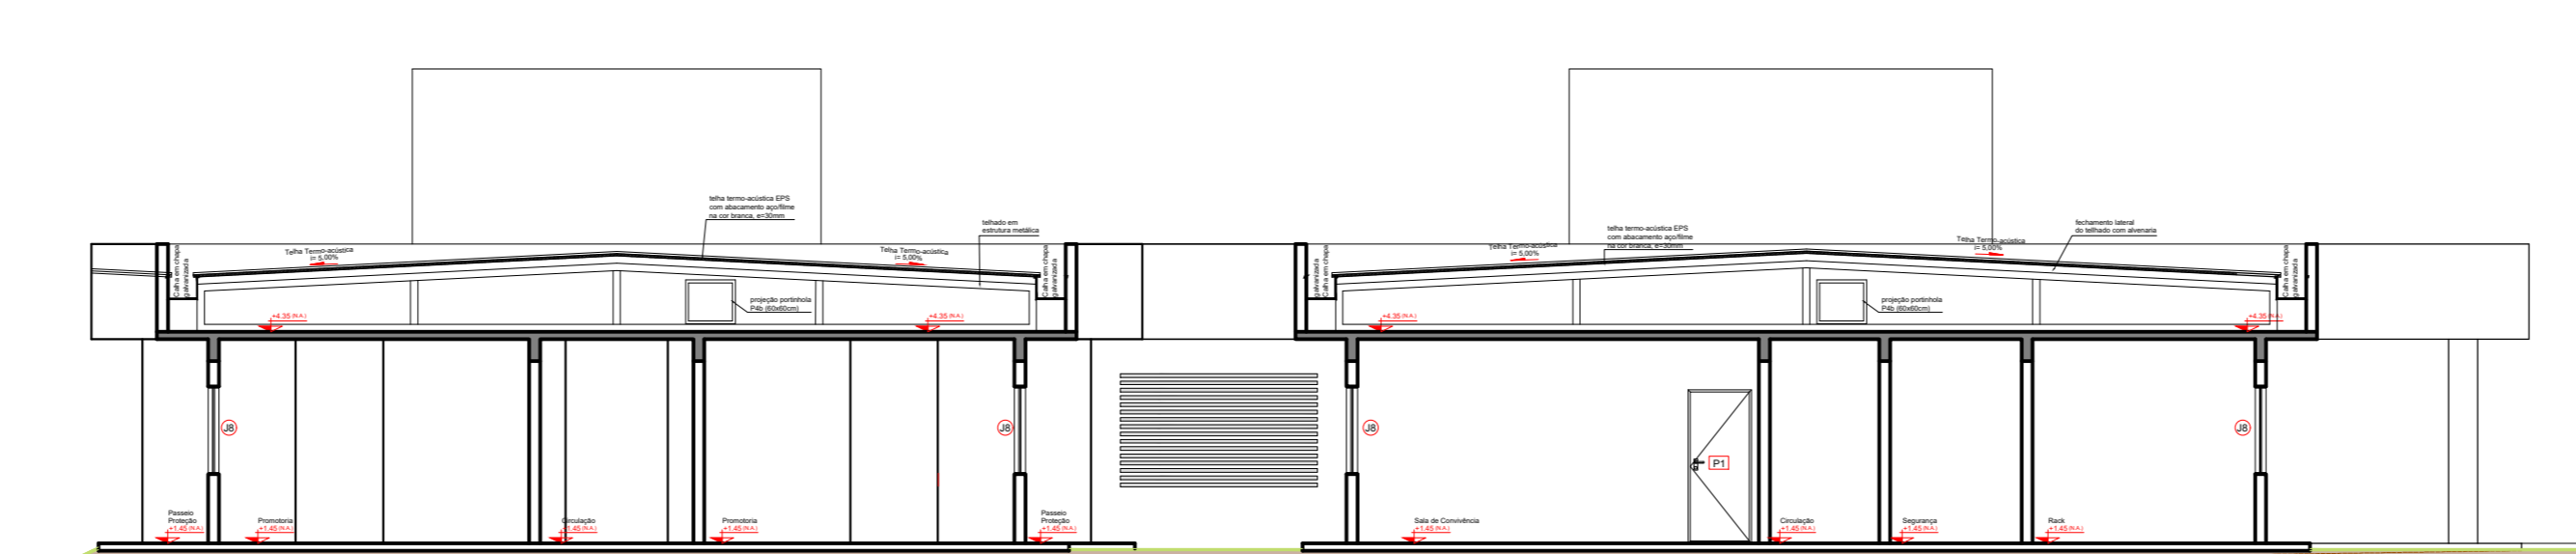 telha termo-acústica EPS
com abacamento aço/filme
na cor branca, e=30mm
telhado em
estrutura metálica
Telha Termo-acústica
i= 5,00%
Telha Termo-acústica
i= 5,00%
Calha em chapa
galvanizada
Calha em chapa
galvanizada
projeção portinhola
P4b (60x60cm)
+4.35 (N.A.)
+4.35 (N.A.)
telha termo-acústica EPS
com abacamento aço/filme
na cor branca, e=30mm
fechamento lateral
do tellhado com alvenaria
Telha Termo-acústica
i= 5,00%
Telha Termo-acústica
i= 5,00%
Calha em chapa
galvanizada
Calha em chapa
galvanizada
projeção portinhola
P4b (60x60cm)
+4.35 (N.A.)
+4.35 (N.A.)
J8
J8
J8
J8
P1
Passeio
Proteção
+1.45 (N.A.)
Promotoria
+1.45 (N.A.)
Circulação
+1.45 (N.A.)
Promotoria
+1.45 (N.A.)
Passeio
Proteção
+1.45 (N.A.)
Sala de Convivência
+1.45 (N.A.)
Circulação
+1.45 (N.A.)
Segurança
+1.45 (N.A.)
Rack
+1.45 (N.A.)